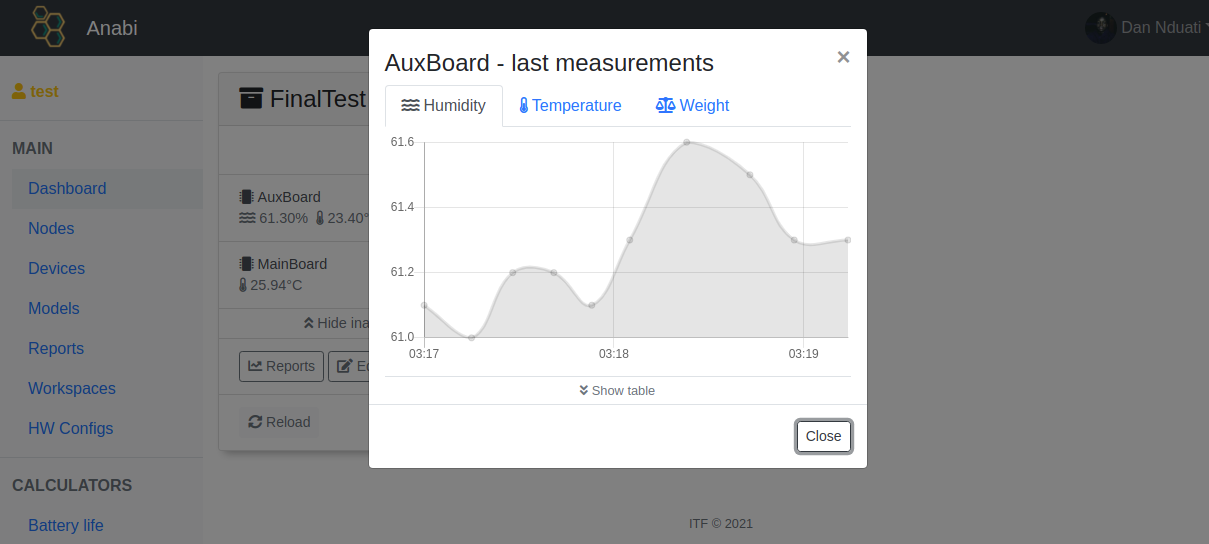 Anabi
Dan Nduati
test
MAIN
Dashboard
Nodes
Devices
Models
Reports
Workspaces
HW Configs
CALCULATORS
Battery life
FinalTest
AuxBoard
61.30% 23.40°
MainBoard
25.94°C
Hide ina
Reports
Reload
AuxBoard - last measurements ×
Humidity Temperature Weight
61.6
61.4
61.2
61.0
03:17 03:18 03:19
Show table
Close
ITF © 2021